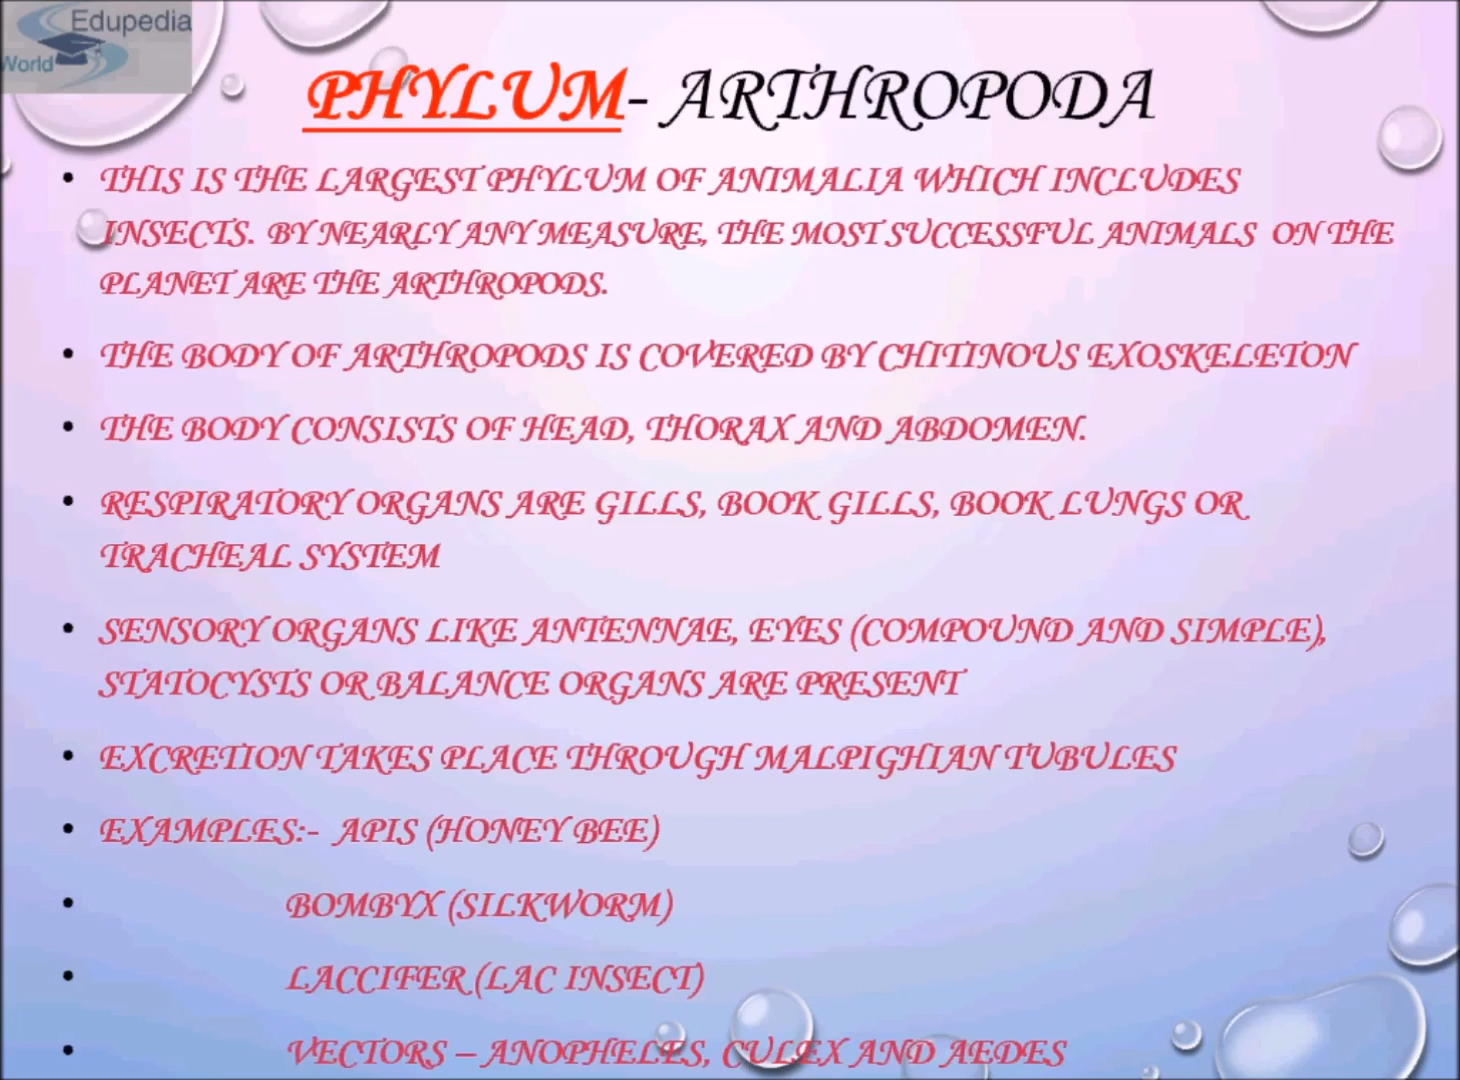 Edupedia
World
PHYLUM- ARTHROPODA
• THIS IS THE LARGEST PHYLUM OF ANIMALIA WHICH INCLUDES
INSECTS. BY NEARLY ANY MEASURE, THE MOST SUCCESSFUL ANIMALS ON THE
PLANET ARE THE ARTHROPODS.
• THE BODY OF ARTHROPODS IS COVERED BY CHITINOUS EXOSKELETON
• THE BODY CONSISTS OF HEAD, THORAX AND ABDOMEN.
• RESPIRATORY ORGANS ARE GILLS, BOOK GILLS, BOOK LUNGS OR
TRACHEAL SYSTEM
• SENSORY ORGANS LIKE ANTENNAE, EYES (COMPOUND AND SIMPLE),
STATOCYSTS OR BALANCE ORGANS ARE PRESENT
• EXCRETION TAKES PLACE THROUGH MALPIGHIAN TUBULES
• EXAMPLES:- APIS (HONEY BEE)
• BOMBYX (SILKWORM)
• LACCIFER (LAC INSECT)
• VECTORS – ANOPHELES, CULEX AND AEDES